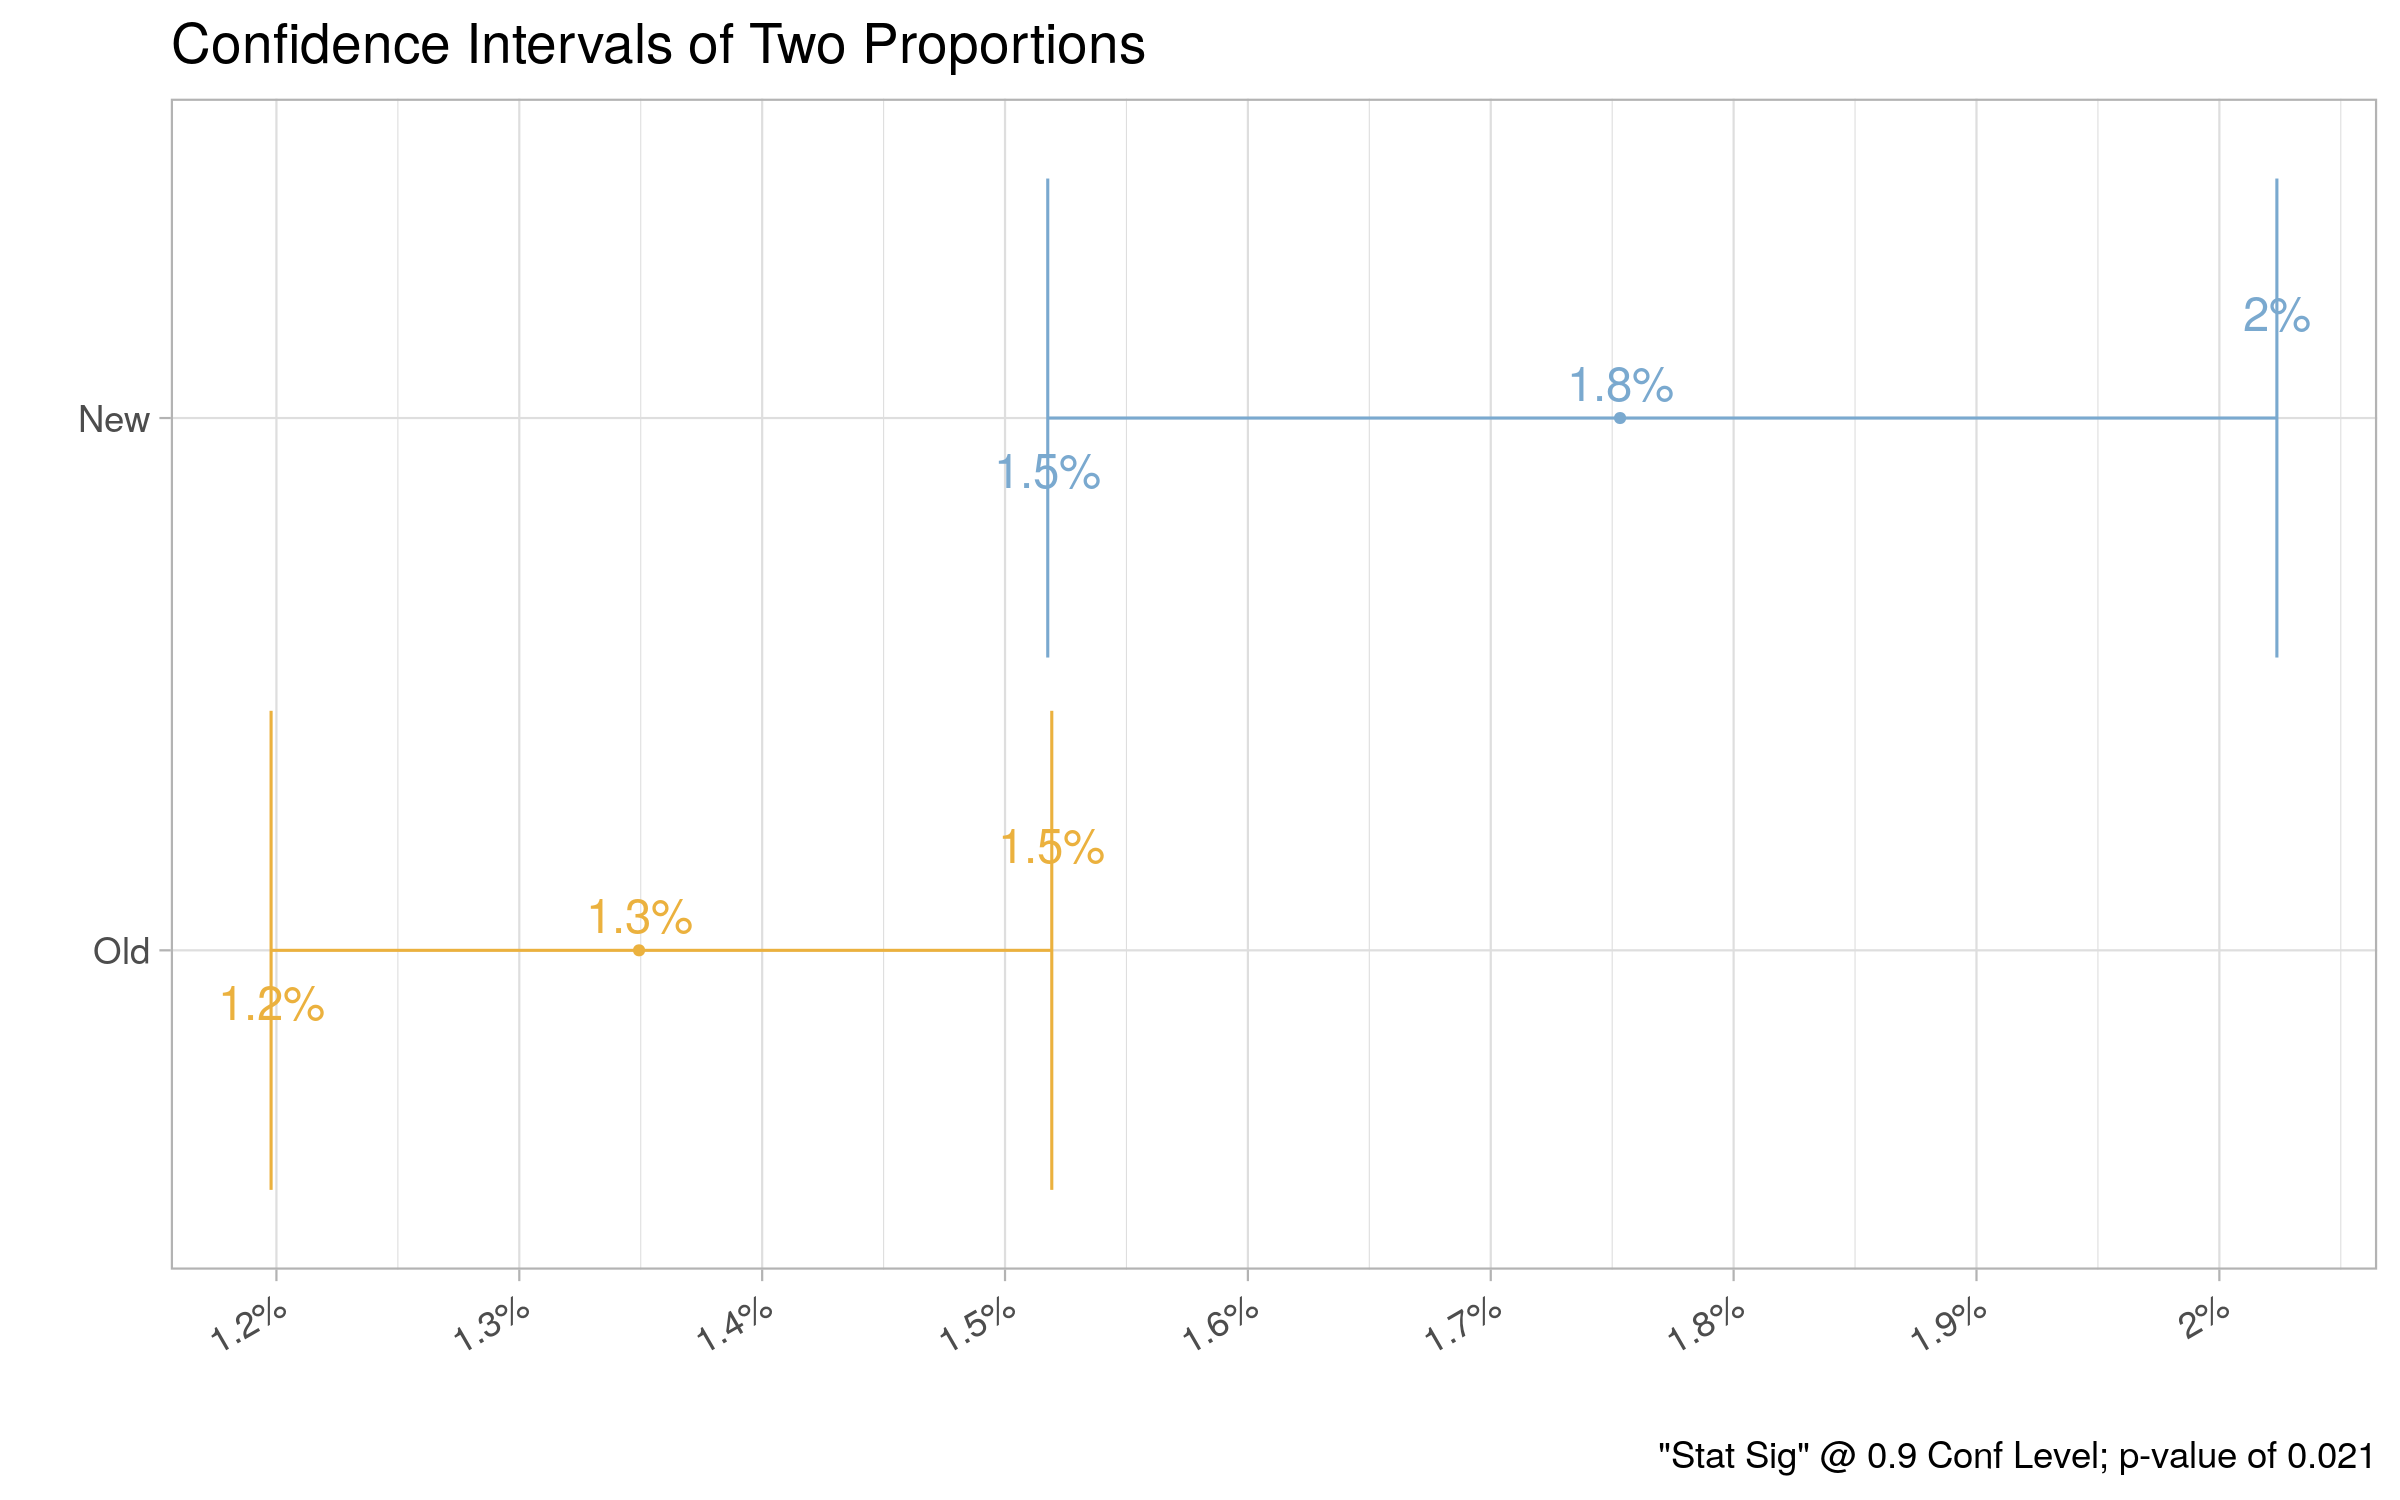 Confidence Intervals of Two Proportions
2%
1.8%
New
1.5%
1.5%
1.3%
Old
1.2%
1.2% 1.3% 1.4% 1.5% 1.6% 1.7% 1.8% 1.9% 2%
"Stat Sig" @ 0.9 Conf Level; p-value of 0.021